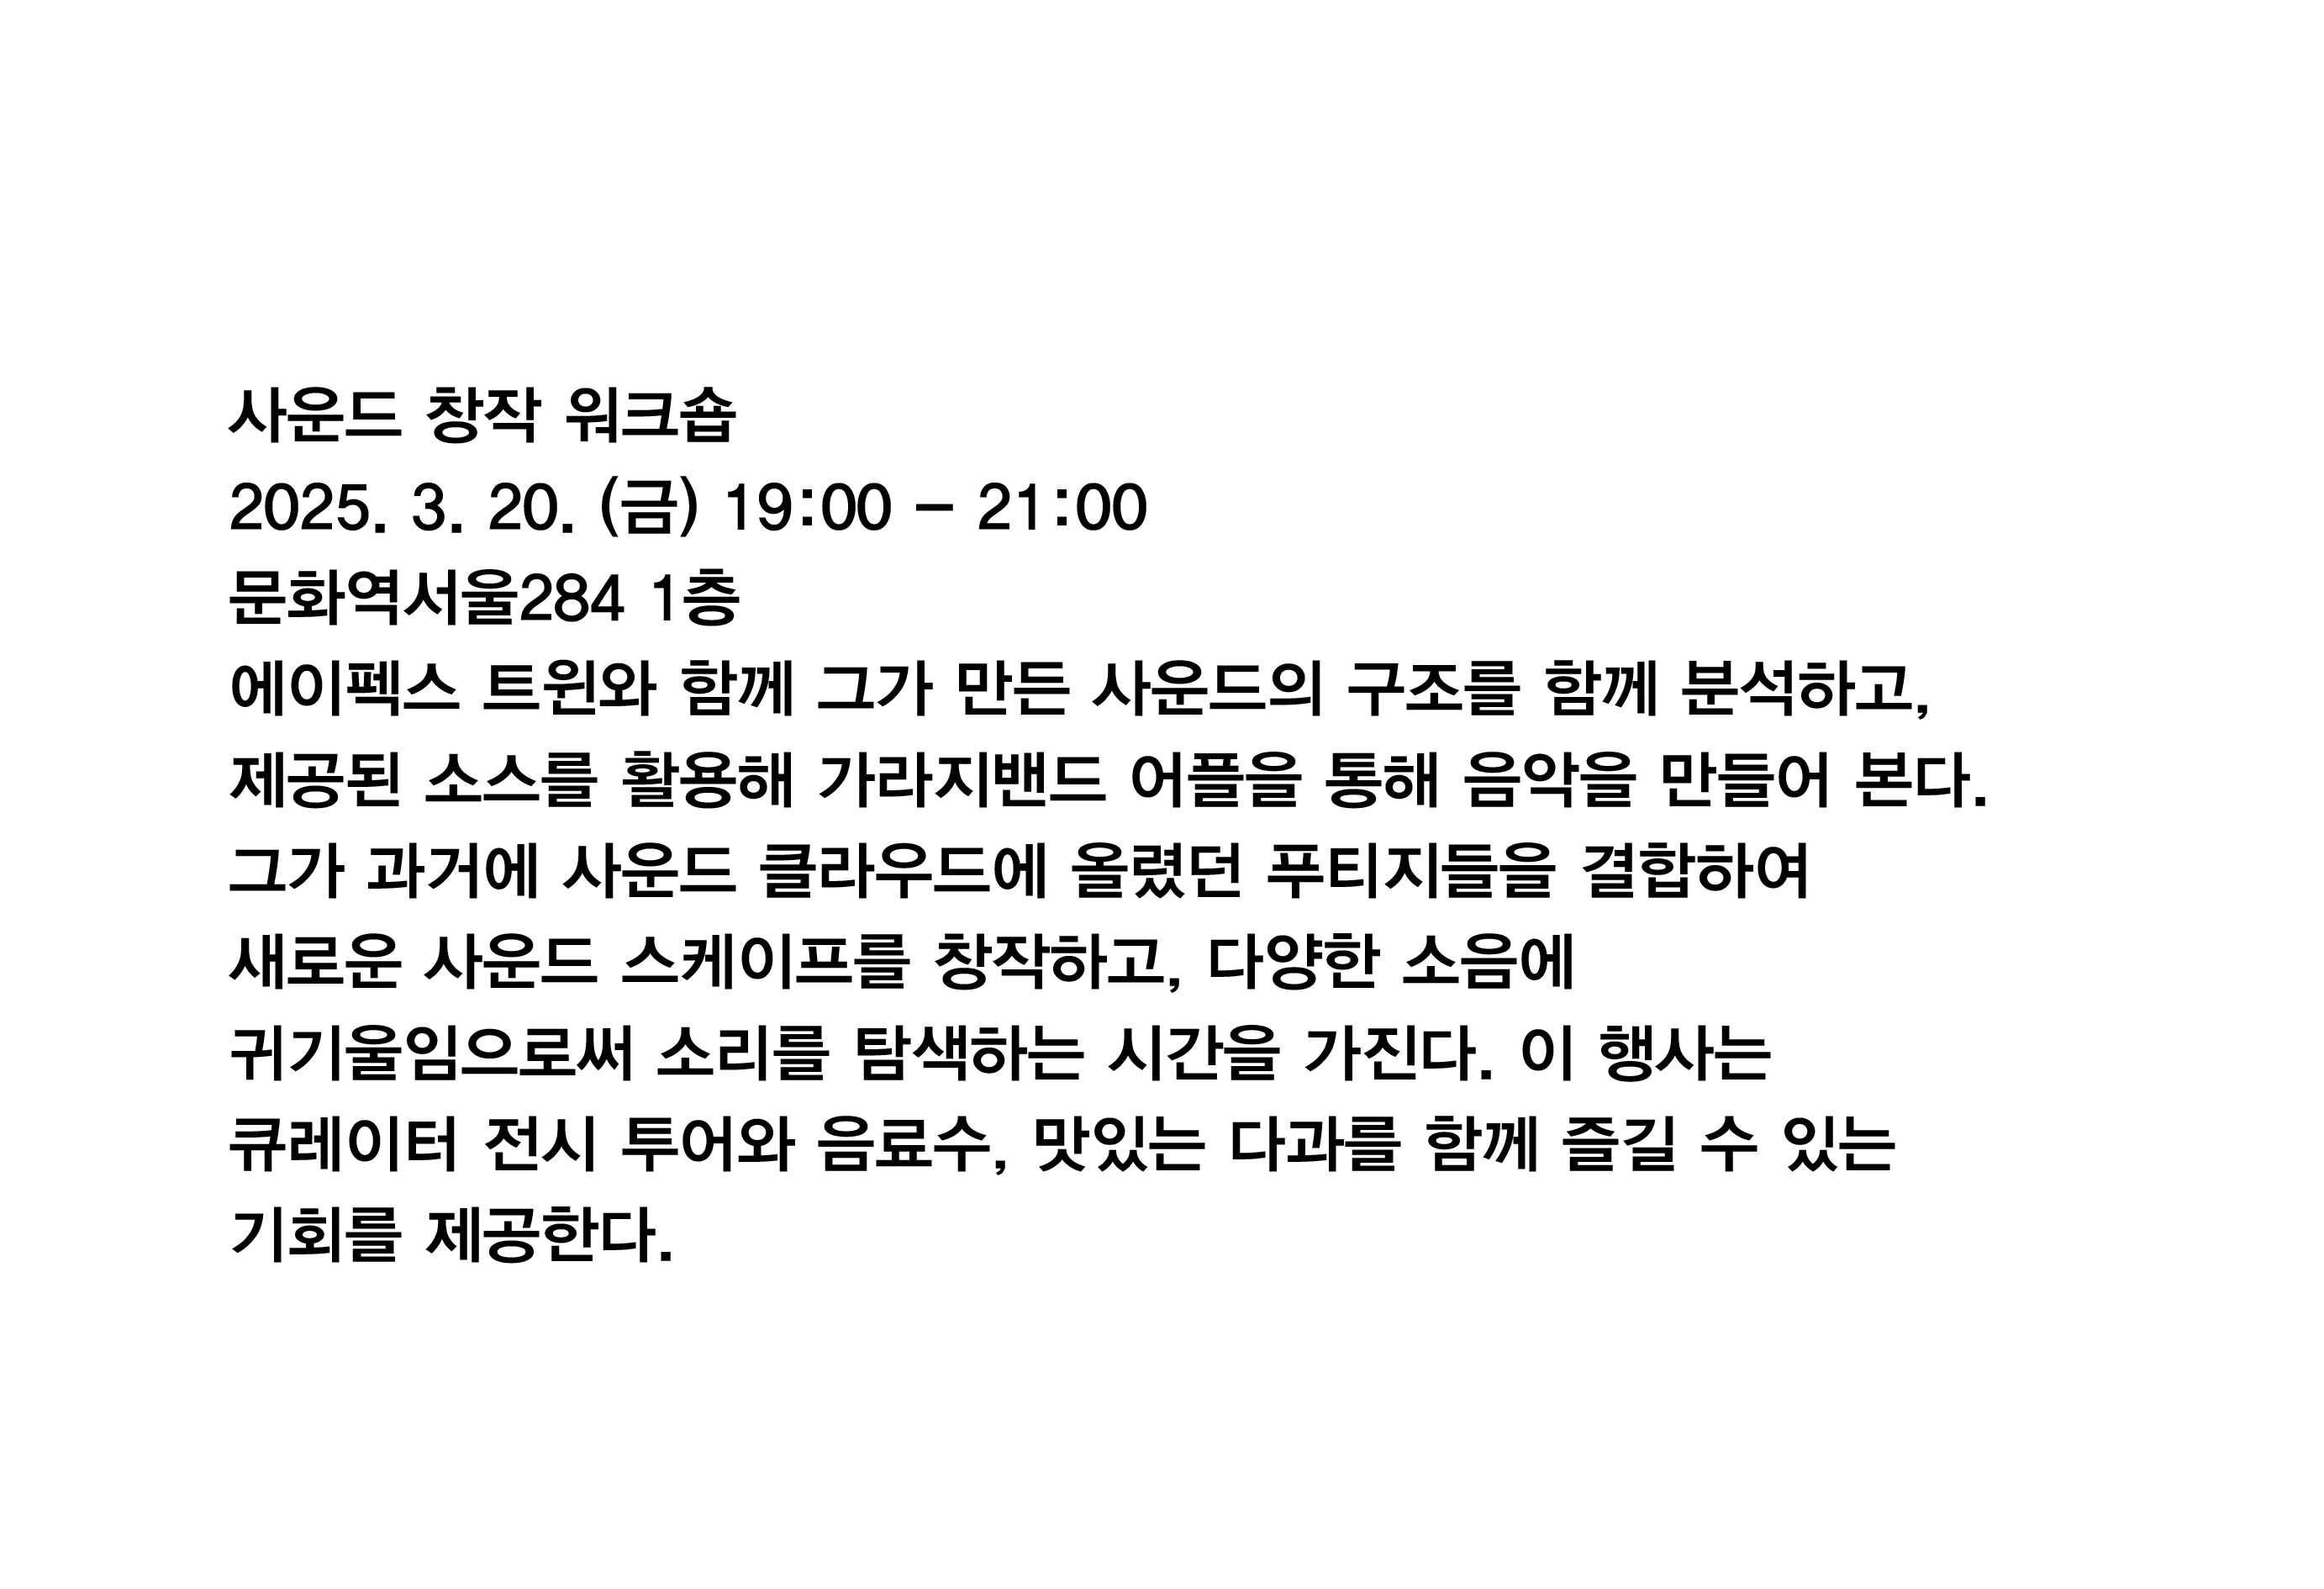 사운드 창작 워크숍
2025. 3. 20. (금) 19:00 – 21:00
문화역서울284 1층
에이팩스 트윈와 함께 그가 만든 사운드의 구조를 함께 분석하고,
제공된 소스를 활용해 가라지밴드 어플을 통해 음악을 만들어 본다.
그가 과거에 사운드 클라우드에 올렸던 푸티지들을 결합하여
새로운 사운드 스케이프를 창작하고, 다양한 소음에
귀기울임으로써 소리를 탐색하는 시간을 가진다. 이 행사는
큐레이터 전시 투어와 음료수, 맛있는 다과를 함께 즐길 수 있는
기회를 제공한다.